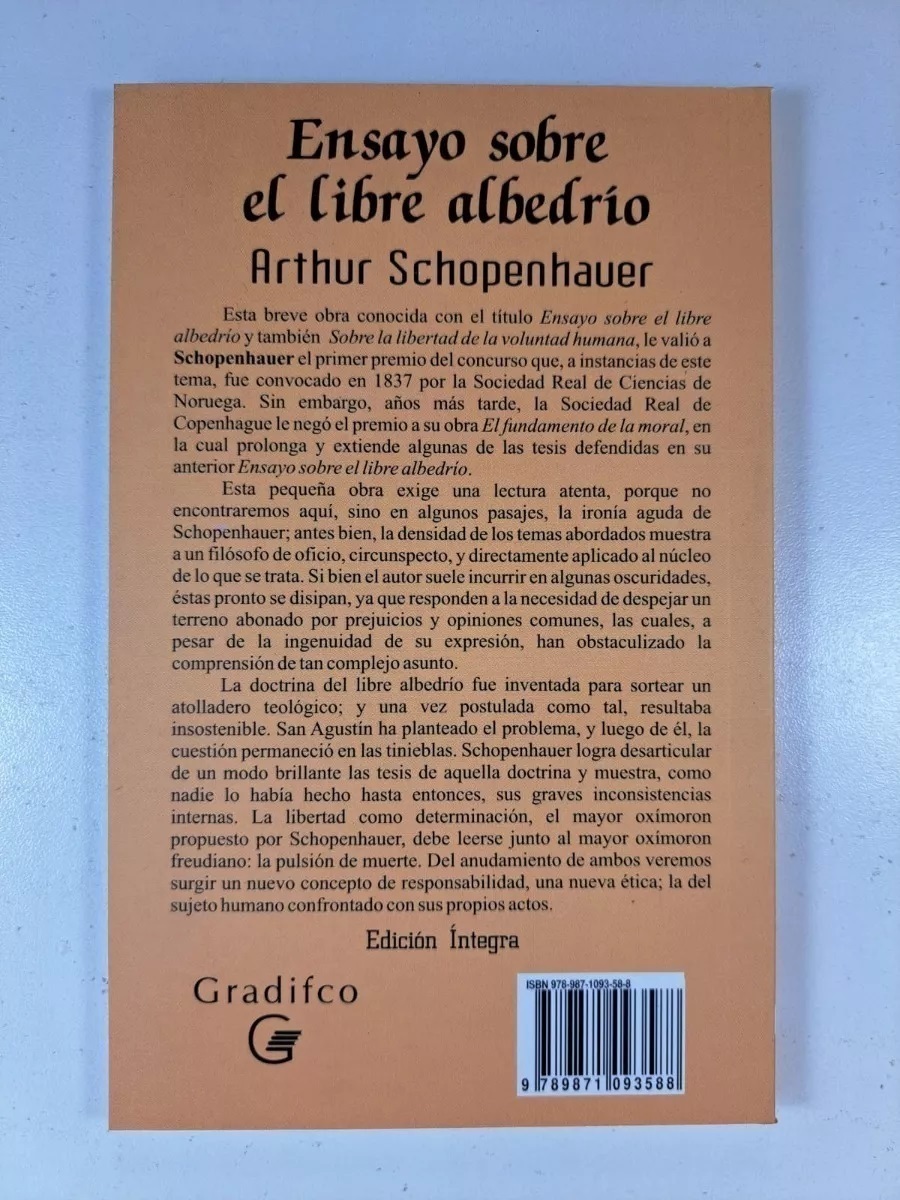 Ensayo sobre
el libre albedrío
Arthur Schopenhauer
Esta breve obra conocida con el título Ensayo sobre el libre
albedrío y también Sobre la libertad de la voluntad humana, le valió a
Schopenhauer el primer premio del concurso que, a instancias de este
tema, fue convocado en 1837 por la Sociedad Real de Ciencias de
Noruega. Sin embargo, años más tarde, la Sociedad Real de
Copenhague le negó el premio a su obra El fundamento de la moral, en
la cual prolonga y extiende algunas de las tesis defendidas en su
anterior Ensayo sobre el libre albedrío.
Esta pequeña obra exige una lectura atenta, porque no
encontraremos aquí, sino en algunos pasajes, la ironía aguda de
Schopenhauer; antes bien, la densidad de los temas abordados muestra
a un filósofo de oficio, circunspecto, y directamente aplicado al núcleo
de lo que se trata. Si bien el autor suele incurrir en algunas oscuridades,
éstas pronto se disipan, ya que responden a la necesidad de despejar un
terreno abonado por prejuicios y opiniones comunes, las cuales, a
pesar de la ingenuidad de su expresión, han obstaculizado la
comprensión de tan complejo asunto.
La doctrina del libre albedrío fue inventada para sortear un
atolladero teológico; y una vez postulada como tal, resultaba
insostenible. San Agustín ha planteado el problema, y luego de él, la
cuestión permaneció en las tinieblas. Schopenhauer logra desarticular
de un modo brillante las tesis de aquella doctrina y muestra, como
nadie lo había hecho hasta entonces, sus graves inconsistencias
internas. La libertad como determinación, el mayor oxímoron
propuesto por Schopenhauer, debe leerse junto al mayor oxímoron
freudiano: la pulsión de muerte. Del anudamiento de ambos veremos
surgir un nuevo concepto de responsabilidad, una nueva ética; la del
sujeto humano confrontado con sus propios actos.
Edición Íntegra
Gradifco
ISBN 978-987-1093-58-8
9 789871 093588